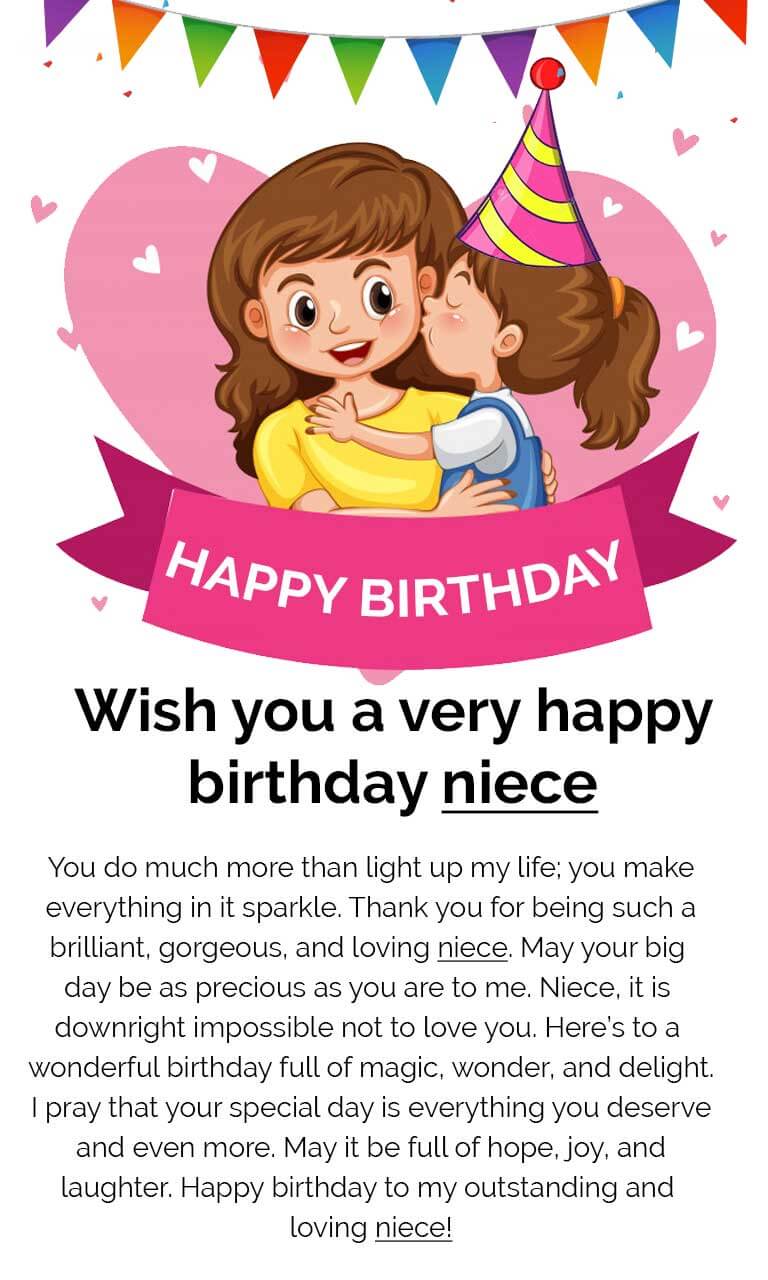 HAPPY BIRTHDAY
Wish you a very happy
birthday niece
You do much more than light up my life; you make
everything in it sparkle. Thank you for being such a
brilliant, gorgeous, and loving niece. May your big
day be as precious as you are to me. Niece, it is
downright impossible not to love you. Here’s to a
wonderful birthday full of magic, wonder, and delight.
I pray that your special day is everything you deserve
and even more. May it be full of hope, joy, and
laughter. Happy birthday to my outstanding and
loving niece!